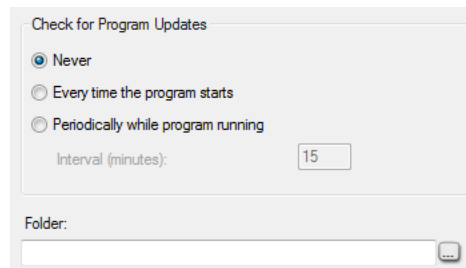 Check for Program Updates
Never
Every time the program starts
Periodically while program running
Interval (minutes): 15
Folder:
...